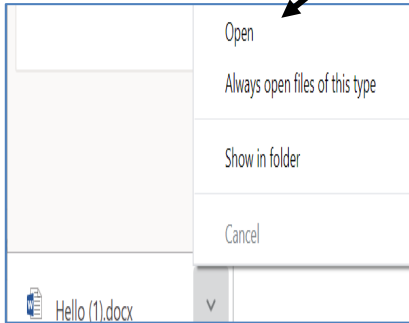 Open
Always open files of this type
Show in folder
Cancel
Hello (1).docx